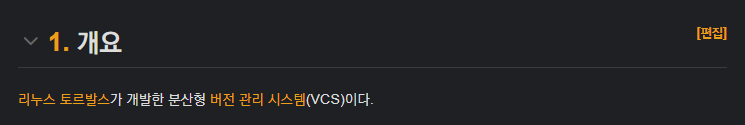 1. 개요
[편집]
리누스 토르발스가 개발한 분산형 버전 관리 시스템(VCS)이다.